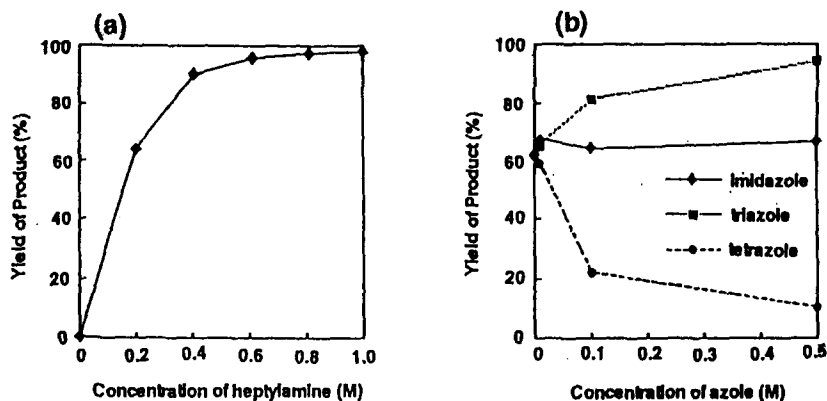 (a)
Yield of Product (%)
100
80
60
40
20
0
0 0.2 0.4 0.6 0.8 1.0
Concentration of heptylamine (M)
(b)
Yield of Product (%)
100
80
60
40
20
0
imidazole
triazole
tetrazole
0 0.1 0.2 0.3 0.4 0.5
Concentration of azole (M)